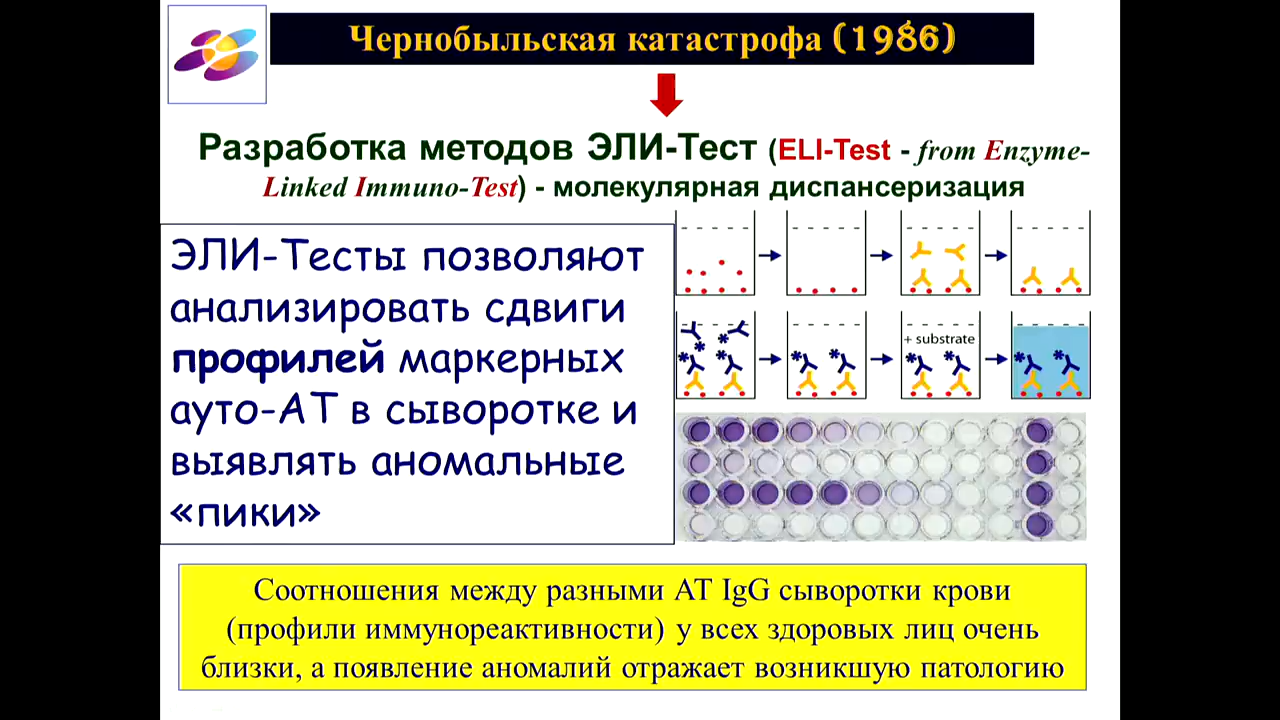 Чернобыльская катастрофа (1986)
Разработка методов ЭЛИ-Тест (ELI-Test - from Enzyme-
Linked Immuno-Test) - молекулярная диспансеризация
ЭЛИ-Тесты позволяют
анализировать сдвиги
профилей маркерных
ауто-АТ в сыворотке и
выявлять аномальные
«пики»
+ substrate
Соотношения между разными АТ IgG сыворотки крови
(профили иммунореактивности) у всех здоровых лиц очень
близки, а появление аномалий отражает возникшую патологию